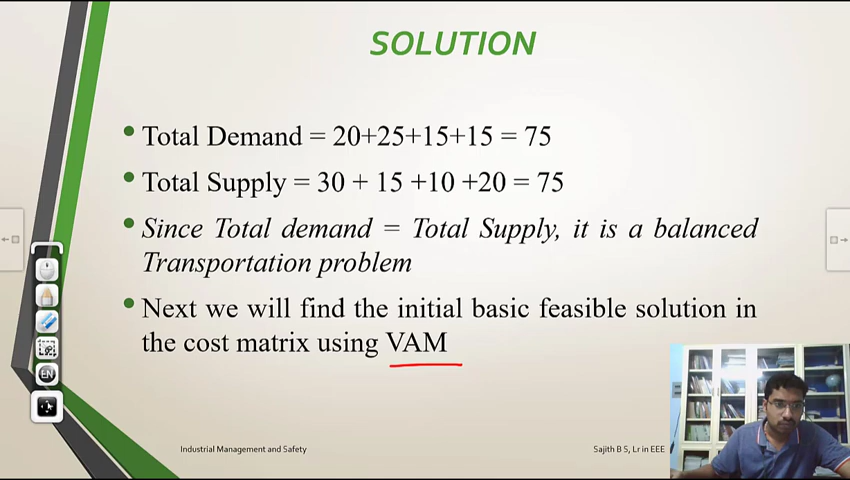 SOLUTION
Total Demand = 20+25+15+15 = 75
Total Supply = 30 + 15 +10 +20 = 75
Since Total demand = Total Supply, it is a balanced
Transportation problem
Next we will find the initial basic feasible solution in
the cost matrix using VAM
EN
Industrial Management and Safety
Sajith B S, Lr in EEE